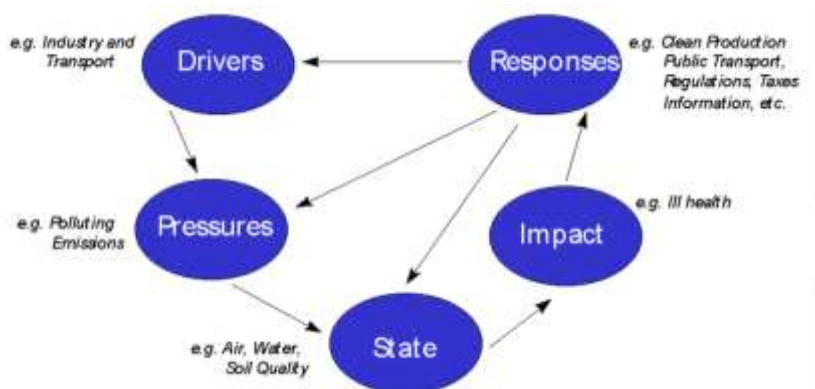 e.g. Industry and
Transport
Drivers
Responses
e.g. Clean Production
Public Transport,
Regulations, Taxes
Information, etc.
e.g. Polluting
Emissions
Pressures
Impact
e.g. Ill health
e.g. Air, Water,
Soil Quality
State